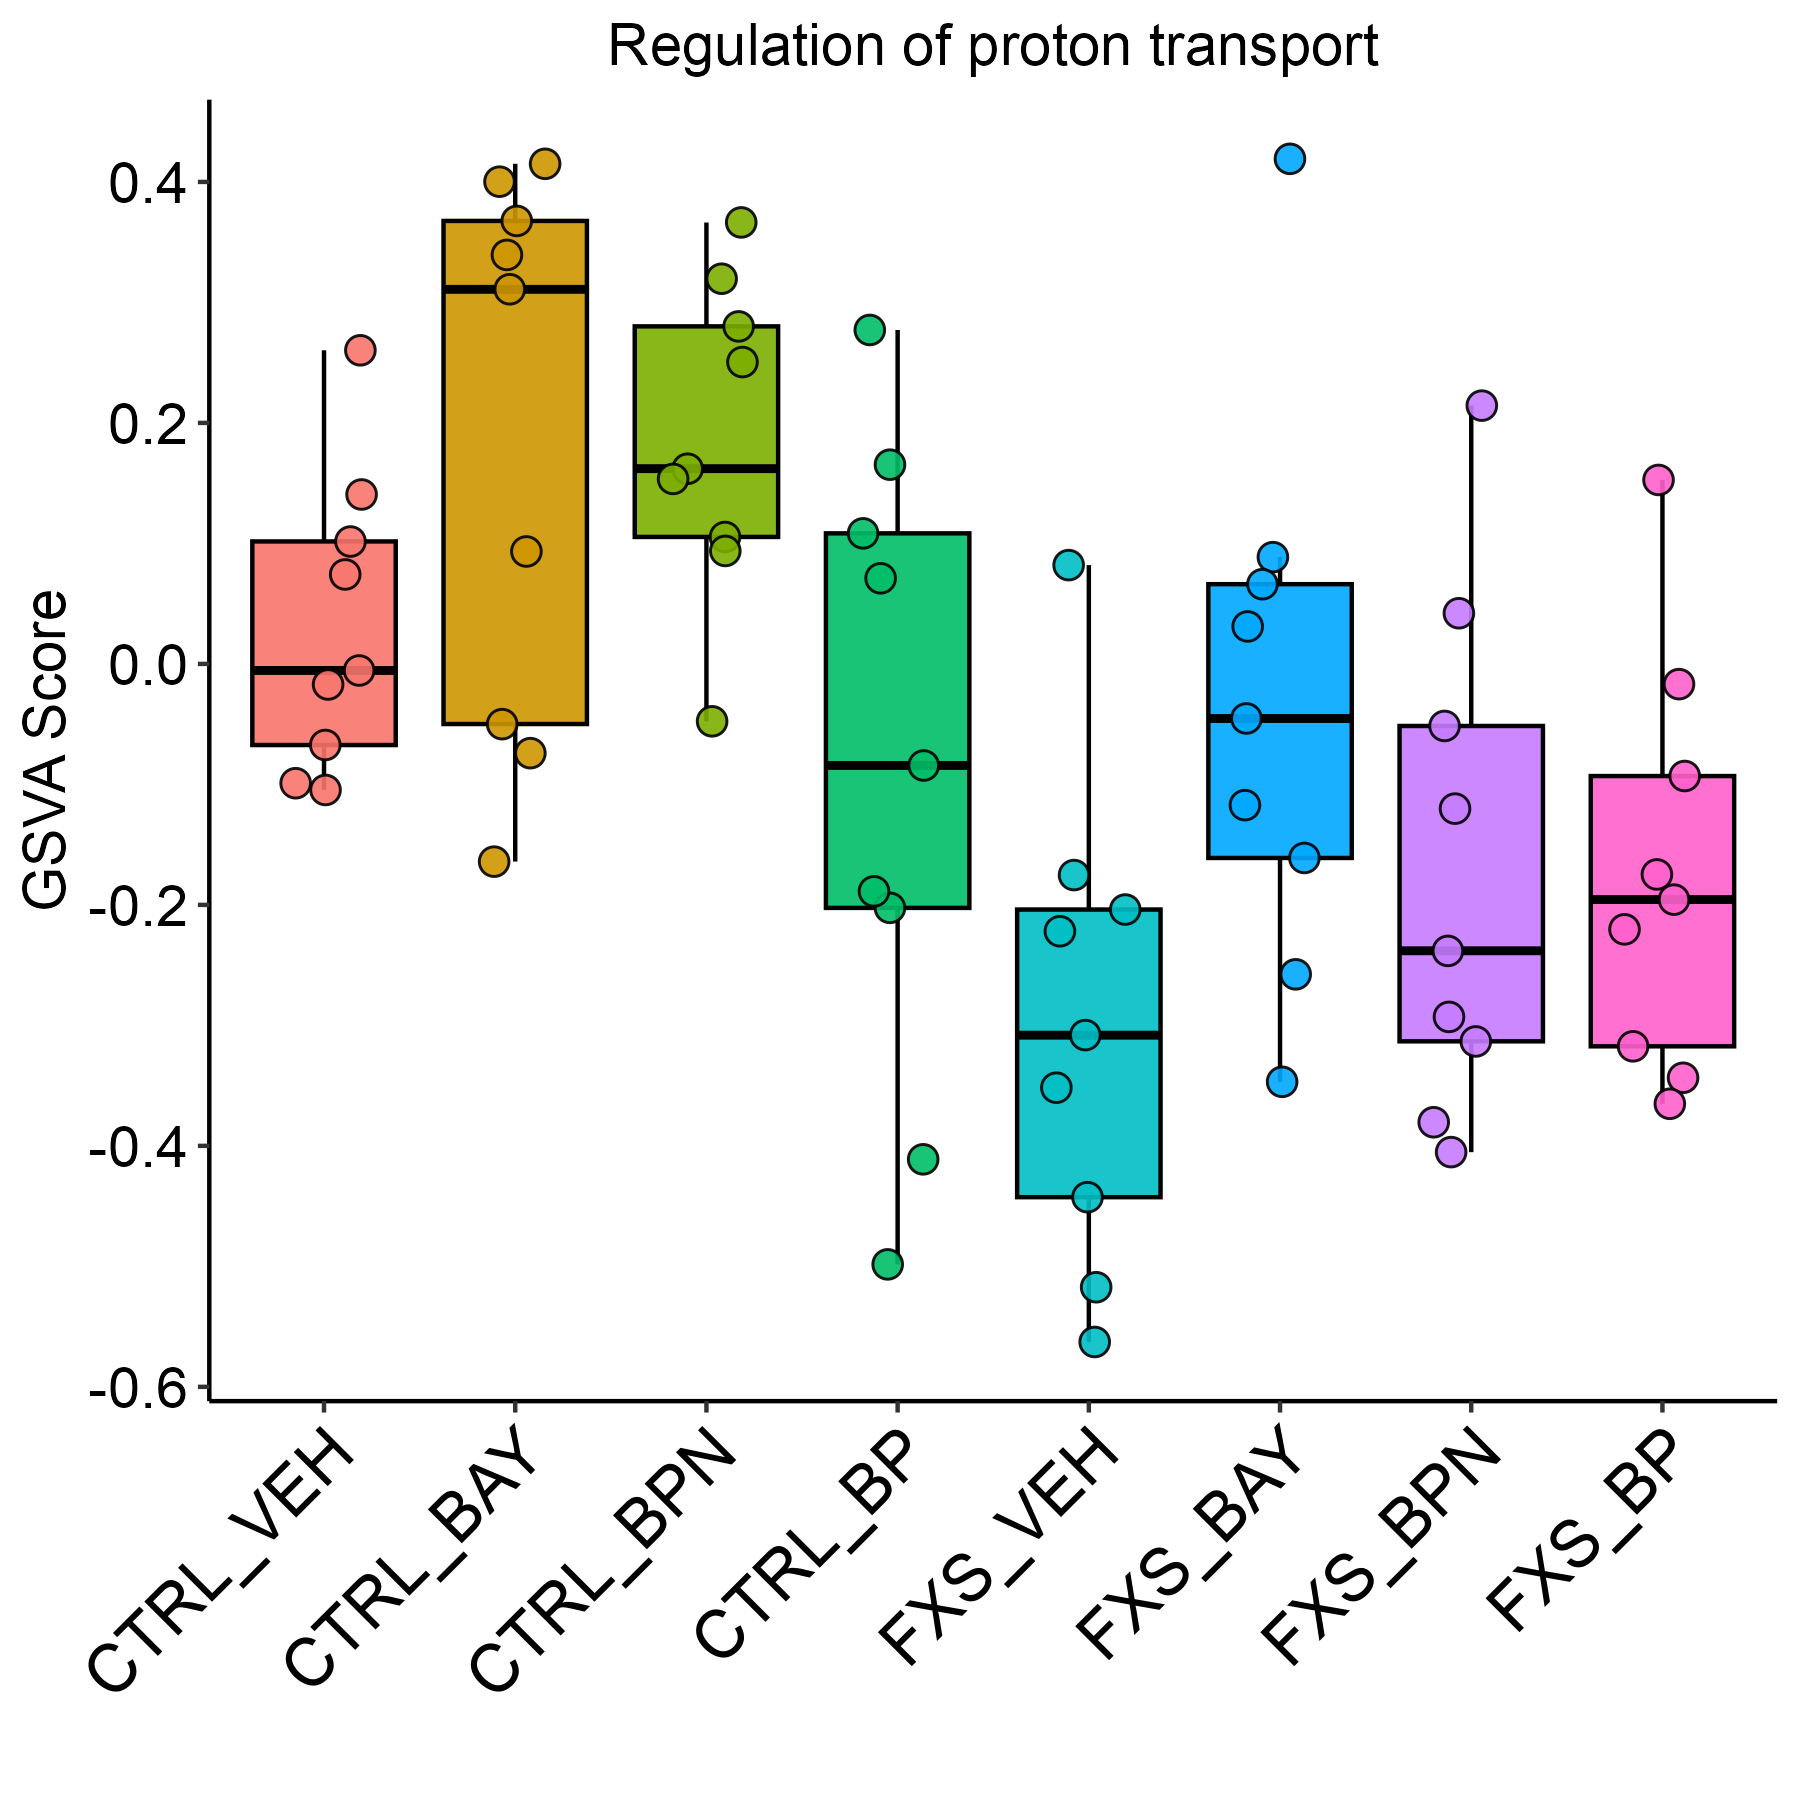 Regulation of proton transport
GSVA Score
0.4
0.2
0.0
-0.2
-0.4
-0.6
CTRL_VEH
CTRL_BAY
CTRL_BPN
CTRL_BP
FXS_VEH
FXS_BAY
FXS_BPN
FXS_BP